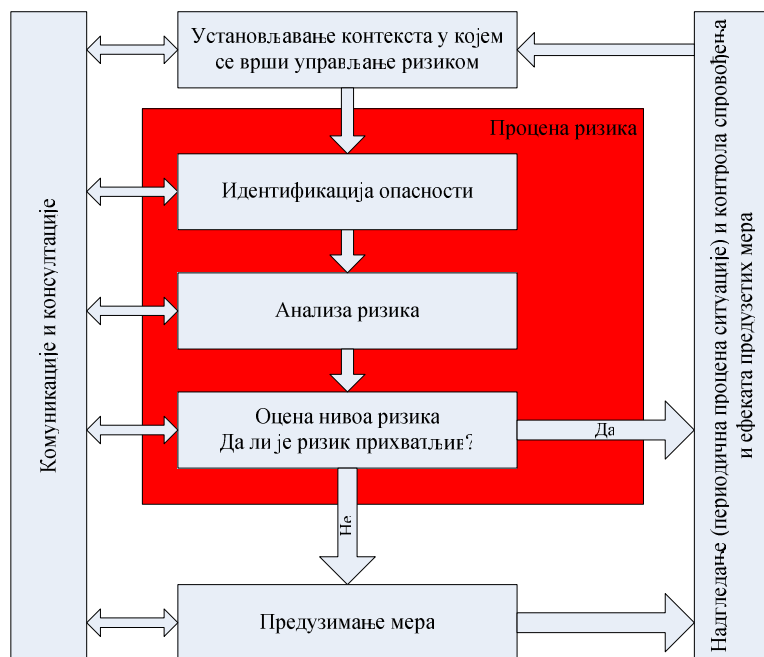 Установљавање контекста у којем
се врши управљање ризиком
Процена ризика
Идентификација опасности
Анализа ризика
Оцена нивоа ризика
Да ли је ризик прихватљив?
Да
Не
Предузимање мера
Комуникације и консултације
Надгледање (периодична процена ситуације) и контрола спровођења
и ефеката предузетих мера